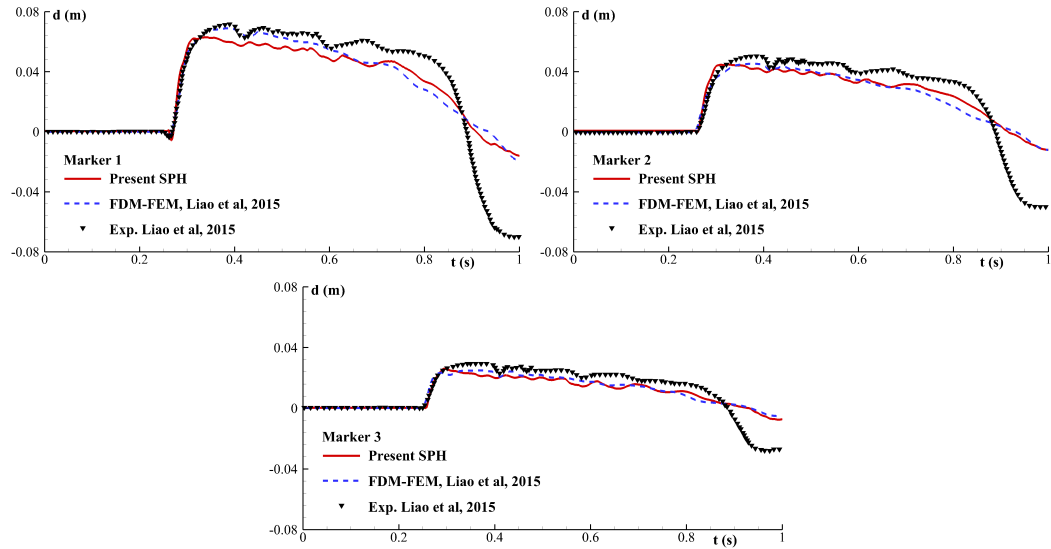 d (m)
0.08
0.04
0
-0.04
-0.08
Marker 1
Present SPH
FDM-FEM, Liao et al, 2015
Exp. Liao et al, 2015
0 0.2 0.4 0.6 0.8 1
t (s)
d (m)
0.08
0.04
0
-0.04
-0.08
Marker 2
Present SPH
FDM-FEM, Liao et al, 2015
Exp. Liao et al, 2015
0 0.2 0.4 0.6 0.8 1
t (s)
d (m)
0.08
0.04
0
-0.04
-0.08
Marker 3
Present SPH
FDM-FEM, Liao et al, 2015
Exp. Liao et al, 2015
0 0.2 0.4 0.6 0.8 1
t (s)